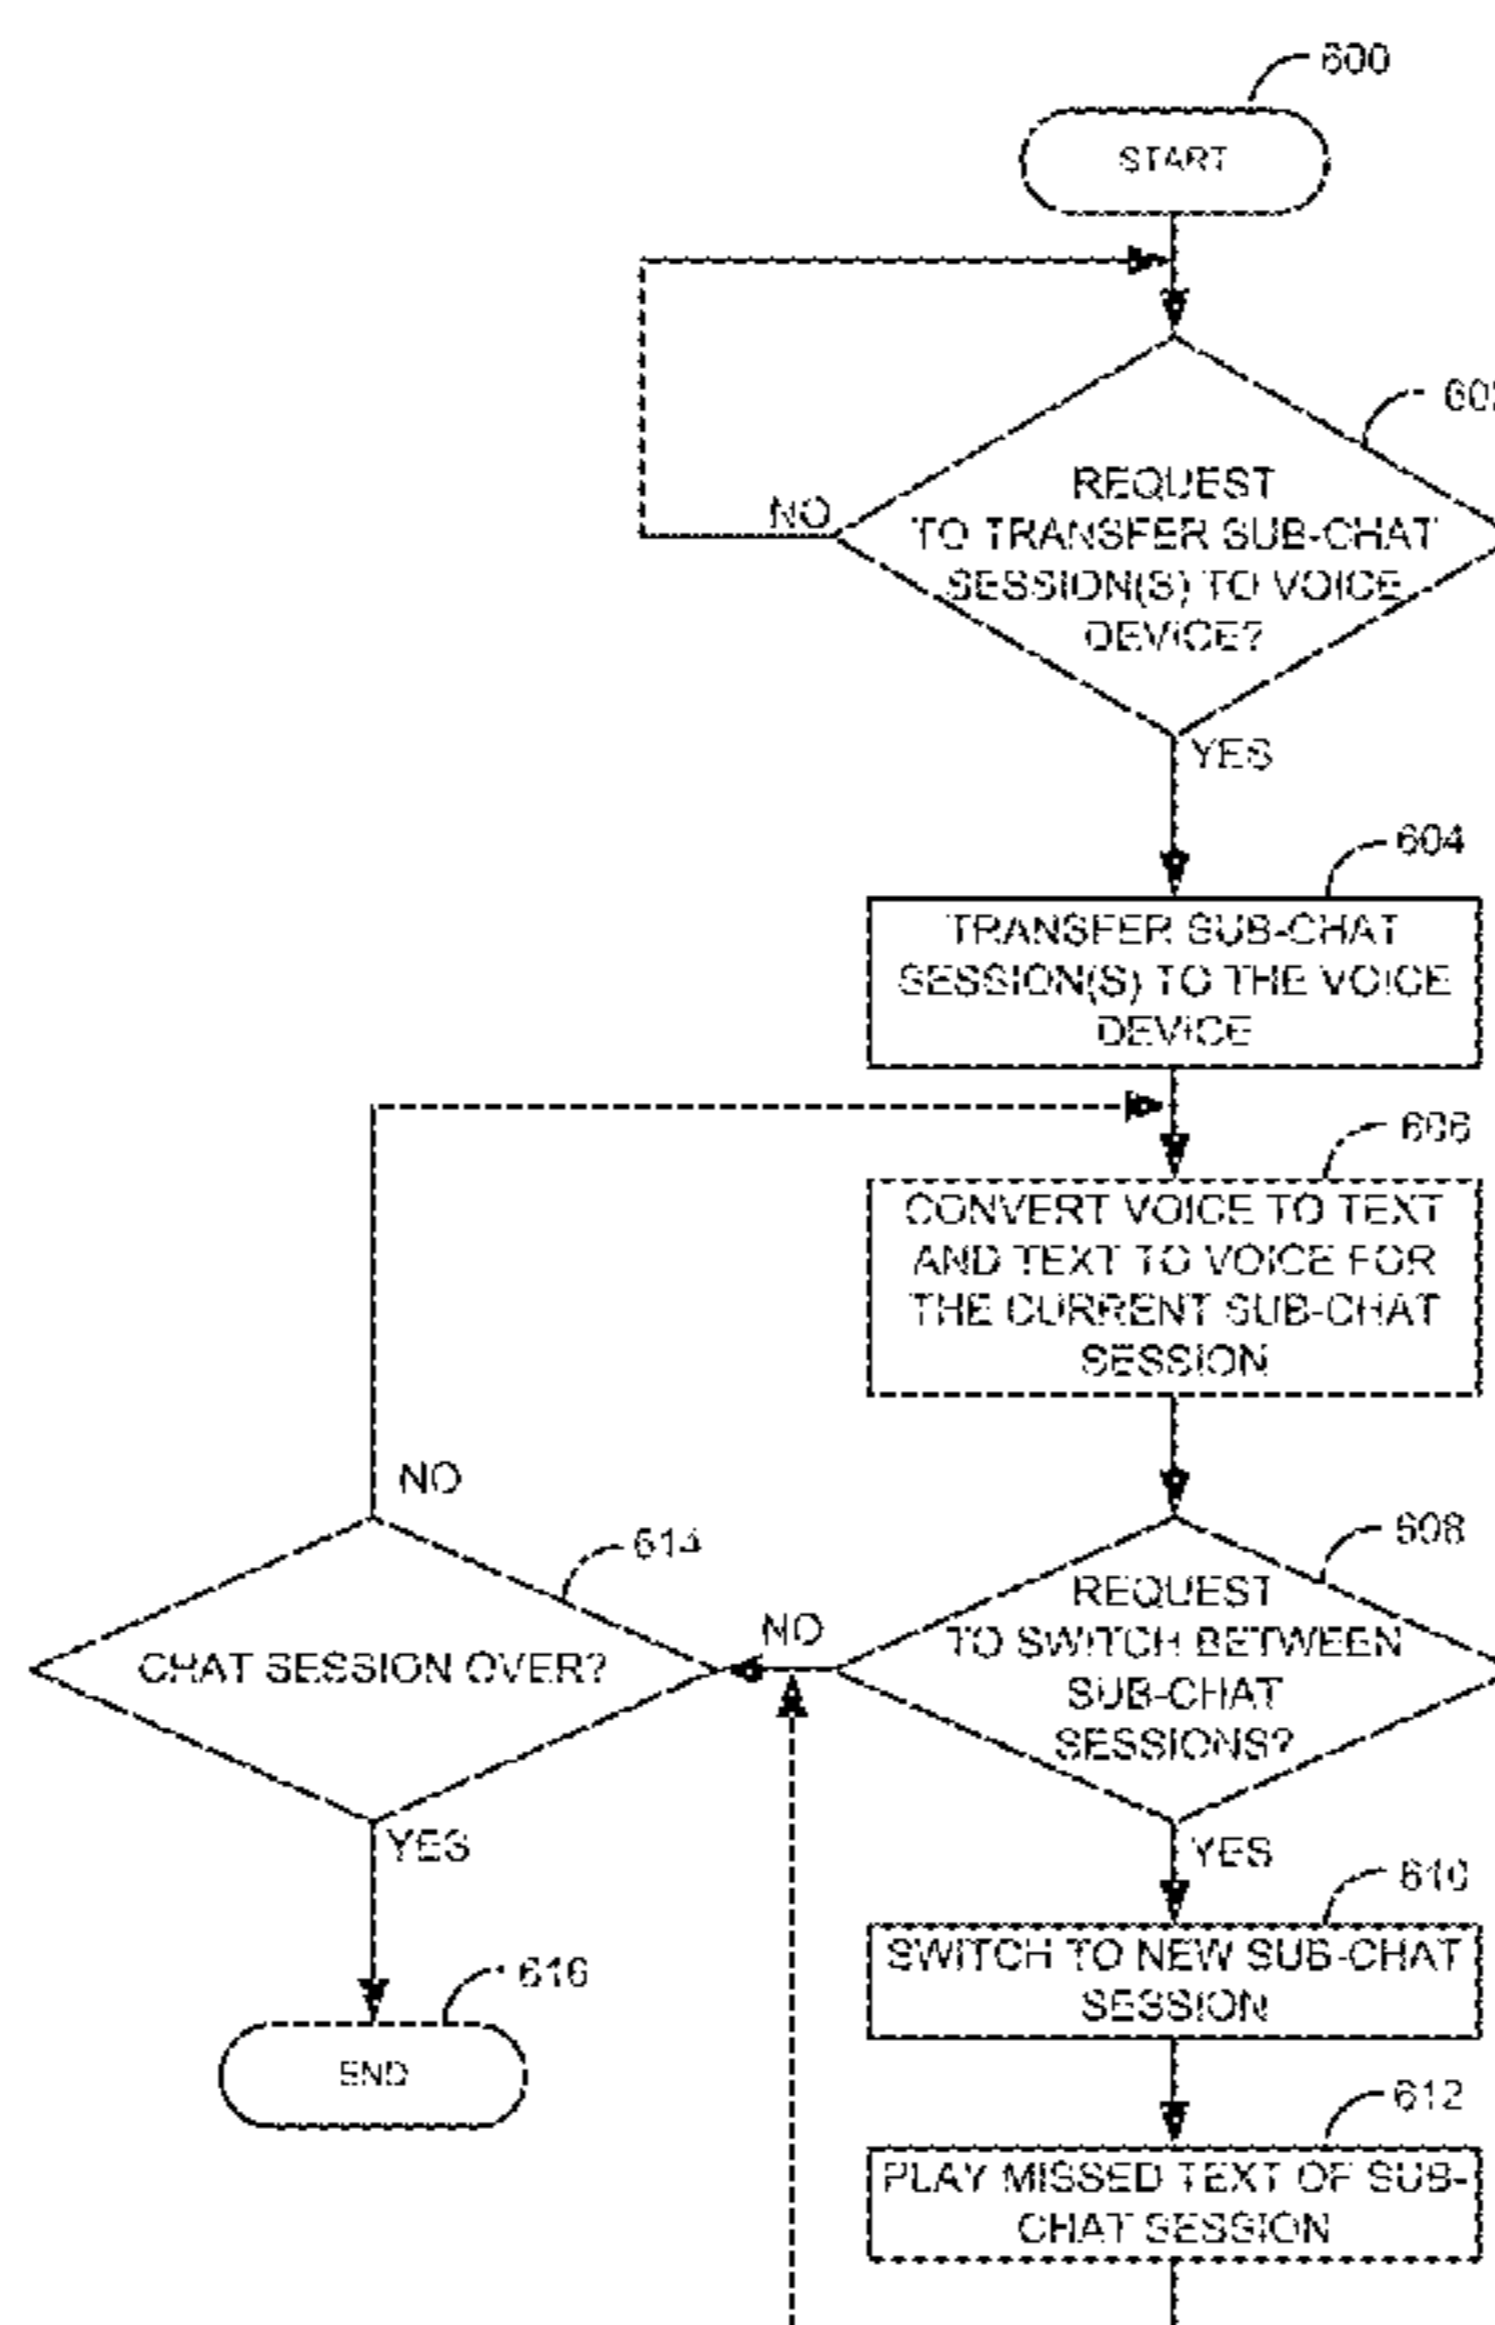 600
START
REQUEST
TO TRANSFER SUB-CHAT
SESSION(S) TO VOICE
DEVICE?
NO
YES
604
TRANSFER SUB-CHAT
SESSION(S) TO THE VOICE
DEVICE
606
CONVERT VOICE TO TEXT
AND TEXT TO VOICE FOR
THE CURRENT SUB-CHAT
SESSION
NO
614
CHAT SESSION OVER?
NO
608
REQUEST
TO SWITCH BETWEEN
SUB-CHAT
SESSIONS?
YES
YES
610
SWITCH TO NEW SUB-CHAT
SESSION
616
END
612
PLAY MISSED TEXT OF SUB-
CHAT SESSION